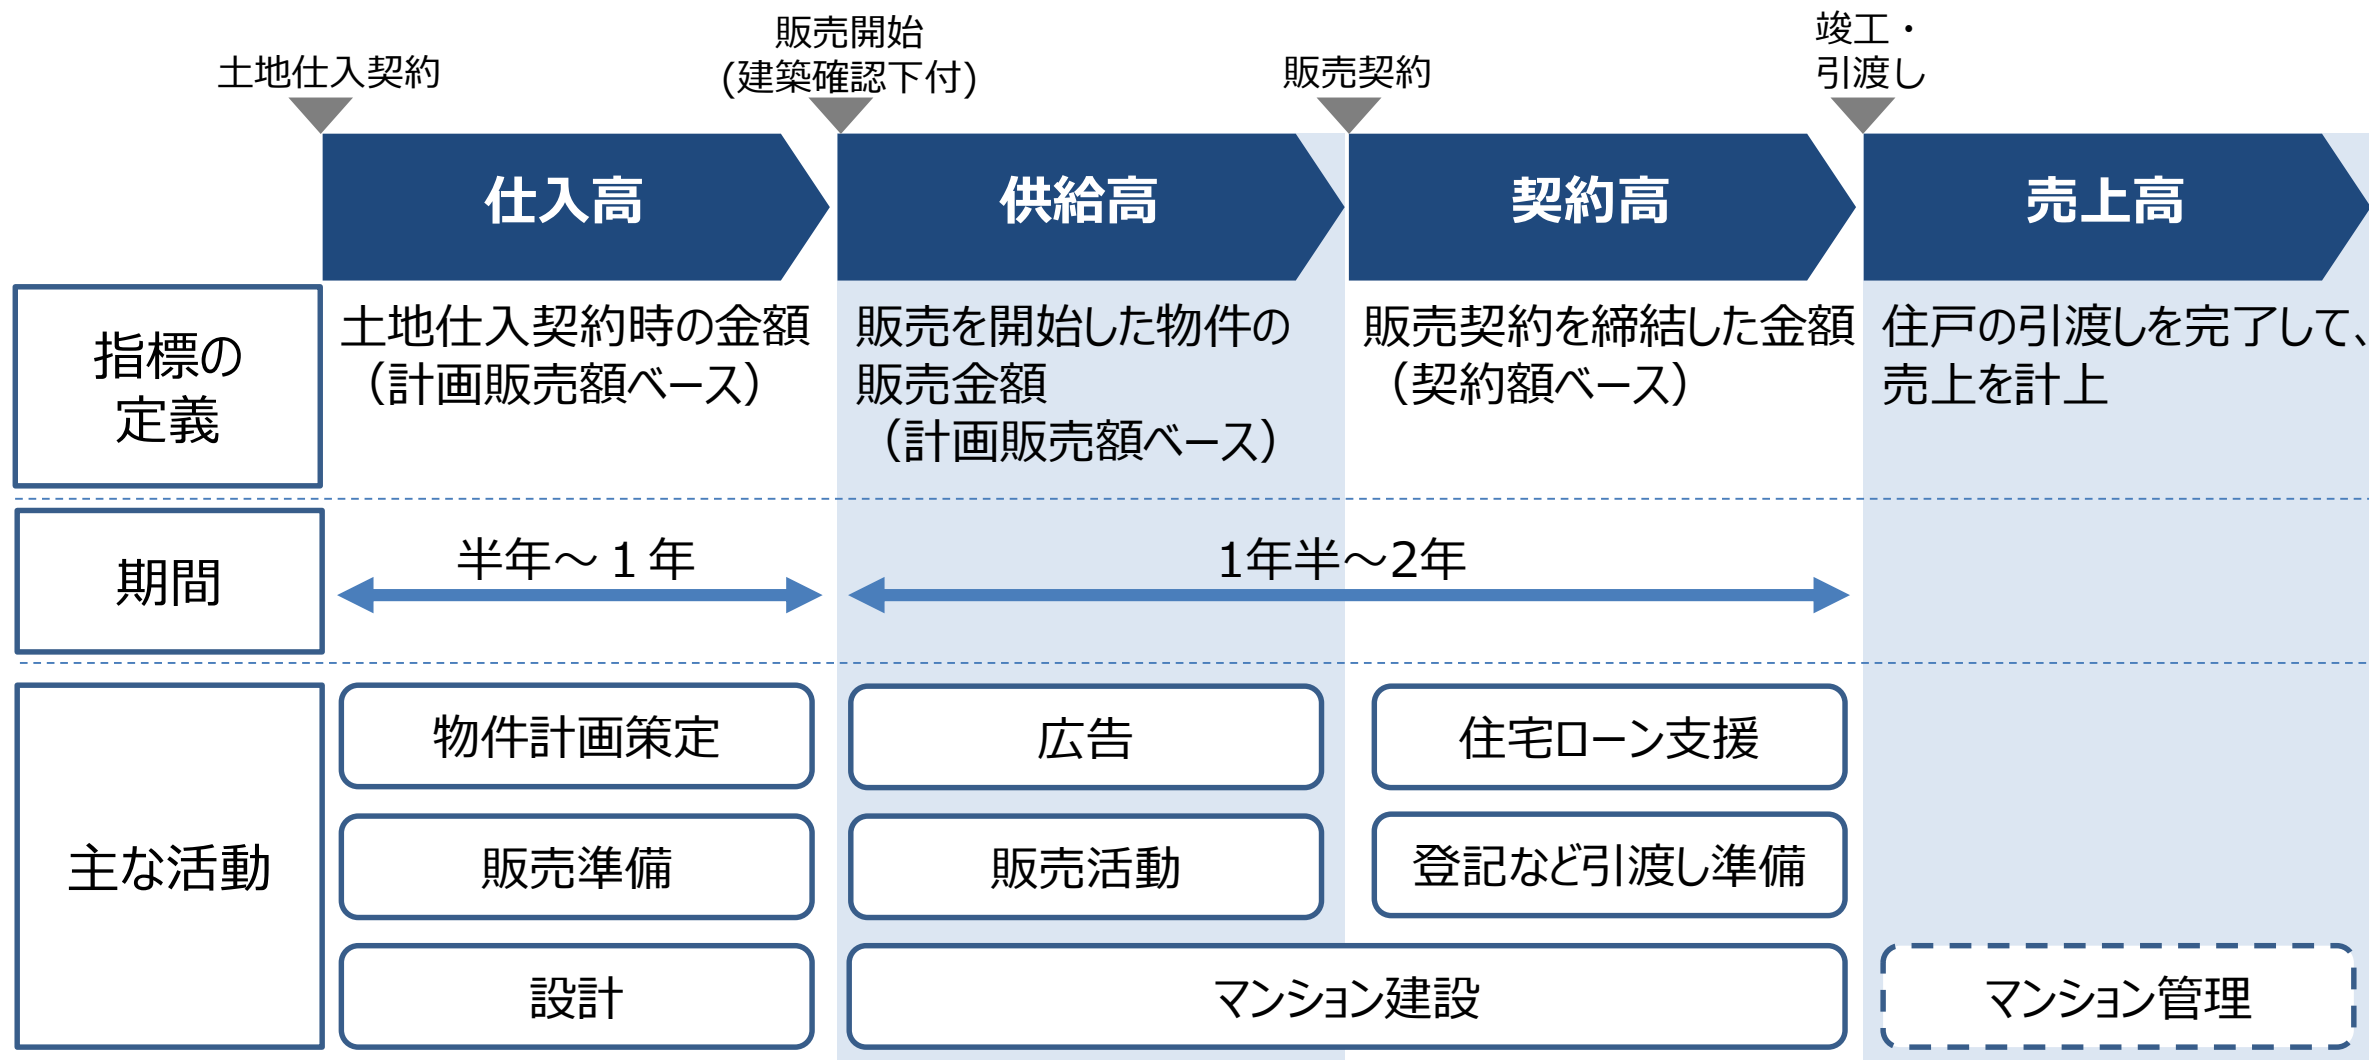 土地仕入契約
販売開始
(建築確認下付)
販売契約
竣工・
引渡し
仕入高
供給高
契約高
売上高
指標の
定義
土地仕入契約時の金額
（計画販売額ベース）
販売を開始した物件の
販売金額
（計画販売額ベース）
販売契約を締結した金額
（契約額ベース）
住戸の引渡しを完了して、
売上を計上
期間
半年～１年
1年半～2年
主な活動
物件計画策定
広告
住宅ローン支援
販売準備
販売活動
登記など引渡し準備
設計
マンション建設
マンション管理